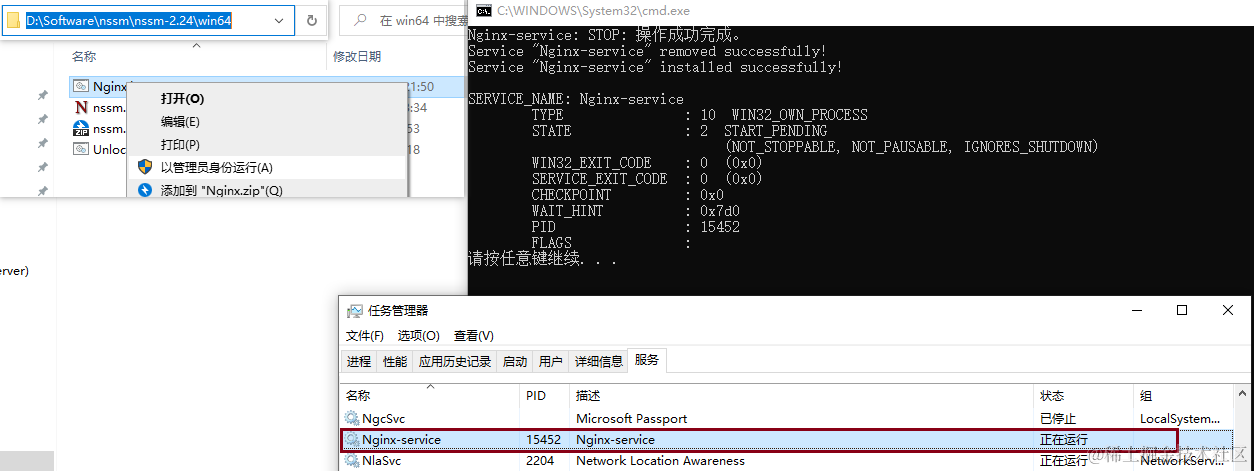 D:\Software\nssm\nssm-2.24\win64
在 win64 中搜索
名称
修改日期
Nginx
21:50
nssm.
:34
nssm.
53
Unloc
18
打开(O)
编辑(E)
打印(P)
以管理员身份运行(A)
添加到 "Nginx.zip"(Q)
erver)
C:\WINDOWS\System32\cmd.exe
Nginx-service: STOP: 操作成功完成。
Service "Nginx-service" removed successfully!
Service "Nginx-service" installed successfully!
SERVICE_NAME: Nginx-service
TYPE : 10 WIN32_OWN_PROCESS
STATE : 2 START_PENDING
(NOT_STOPPABLE, NOT_PAUSABLE, IGNORES_SHUTDOWN)
WIN32_EXIT_CODE : 0 (0x0)
SERVICE_EXIT_CODE : 0 (0x0)
CHECKPOINT : 0x0
WAIT_HINT : 0x7d0
PID : 15452
FLAGS :
请按任意键继续. . .
任务管理器
文件(F) 选项(O) 查看(V)
进程 性能 应用历史记录 启动 用户 详细信息 服务
名称 PID 描述 状态 组
NgcSvc Microsoft Passport 已停止 LocalSystem...
Nginx-service 15452 Nginx-service 正在运行
NlaSvc 2204 Network Location Awareness 正在运行 NetworkServ...
@稀土掘金技术社区